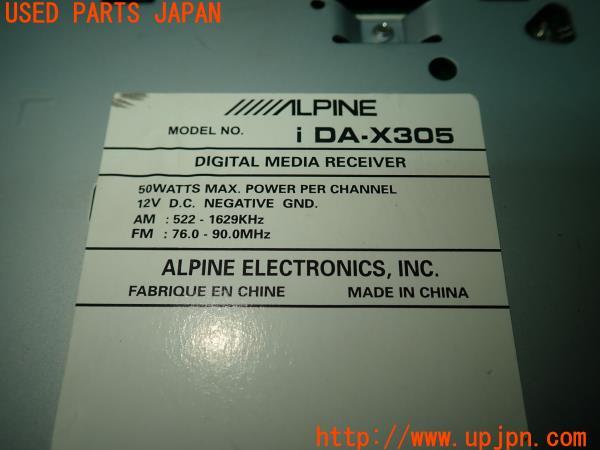 USED PARTS JAPAN
/////ALPINE
MODEL NO. i DA-X305
DIGITAL MEDIA RECEIVER
50WATTS MAX. POWER PER CHANNEL
12V D.C. NEGATIVE GND.
AM : 522 - 1629KHz
FM : 76.0 - 90.0MHz
ALPINE ELECTRONICS, INC.
FABRIQUE EN CHINE MADE IN CHINA
http://www.upjpn.com/